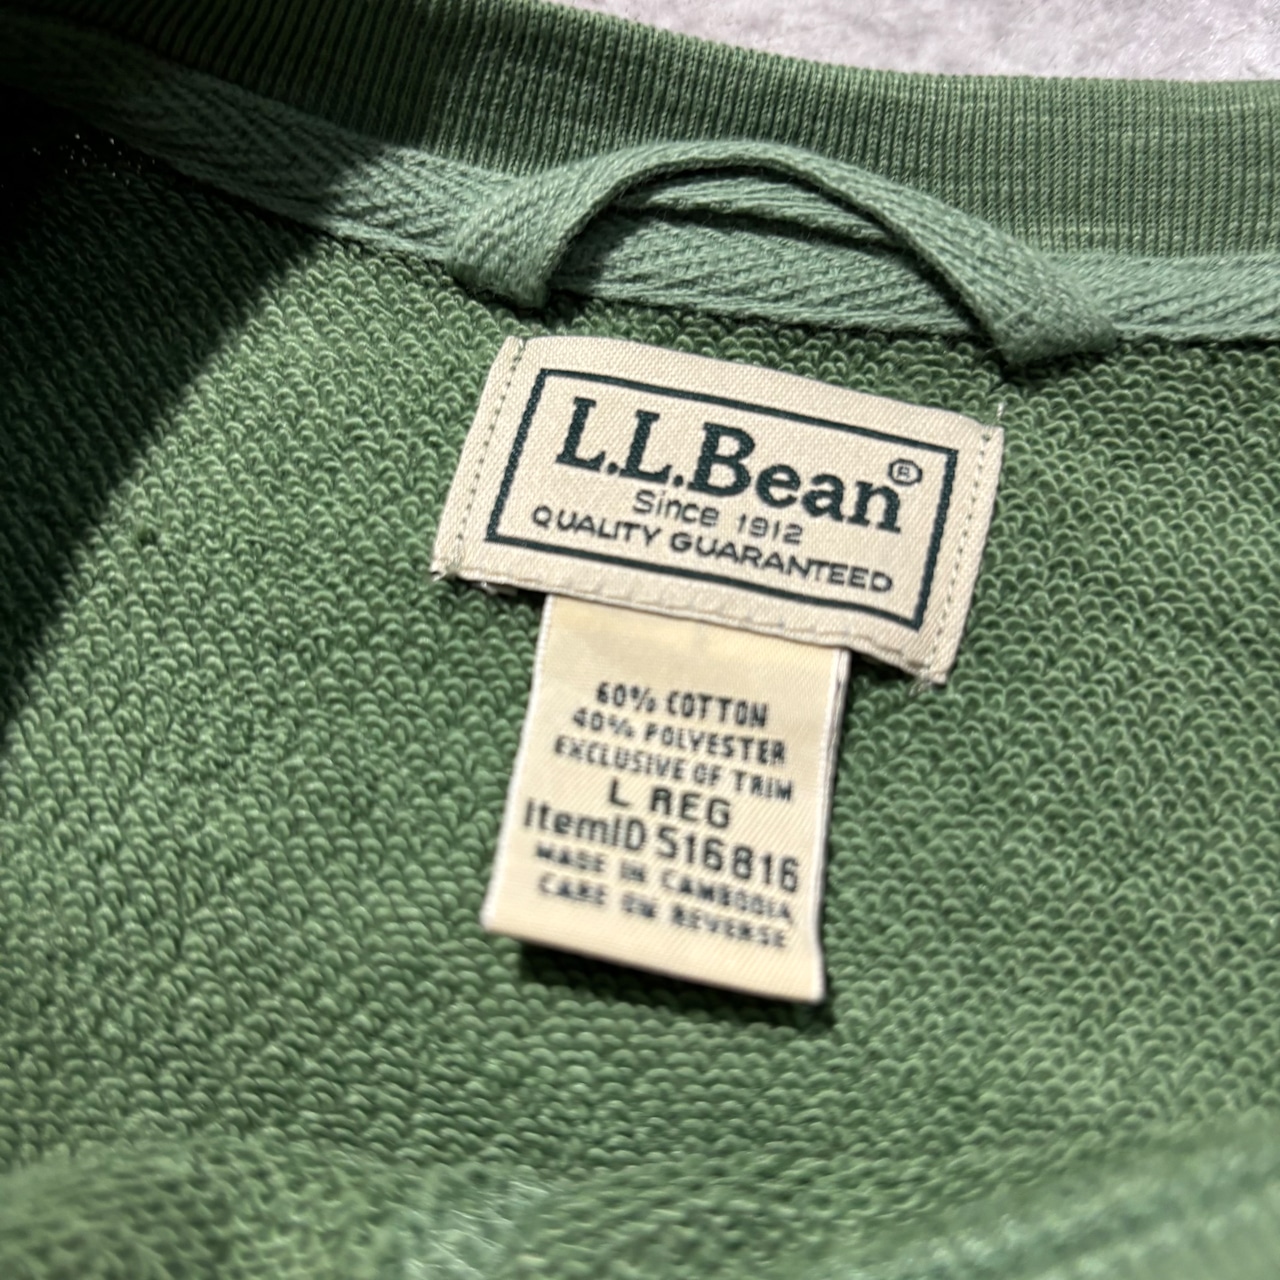 L.L.Bean®
Since 1912
QUALITY GUARANTEED
60% COTTON
40% POLYESTER
EXCLUSIVE OF TRIM
L REG
ItemID 516816
MADE IN CAMBODIA
CARE ON REVERSE